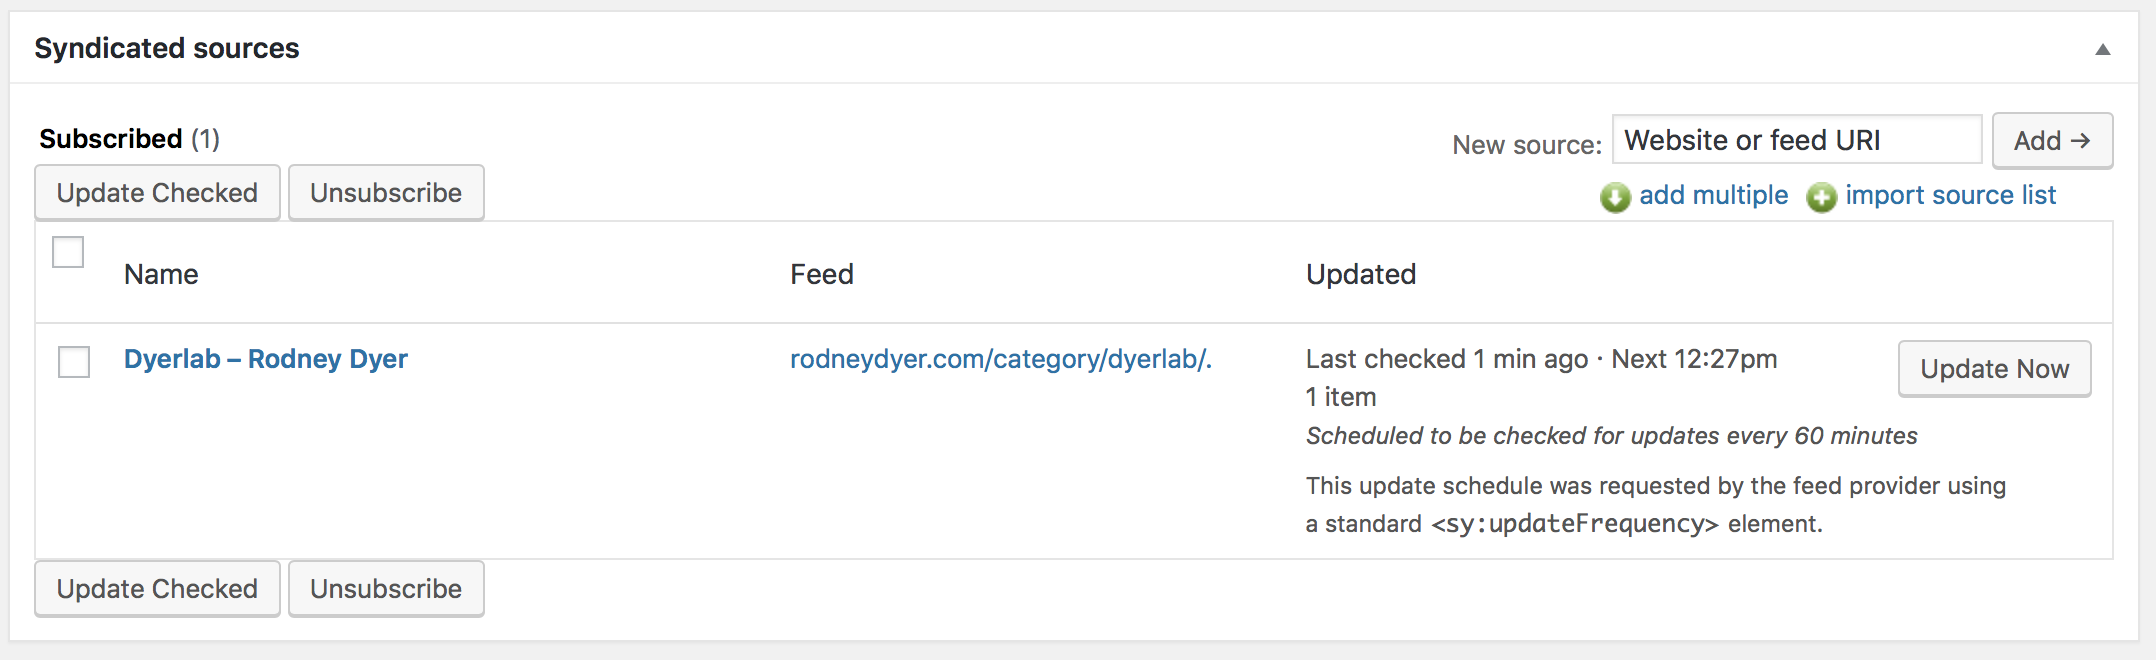 Syndicated sources
Subscribed (1)
New source: Website or feed URI Add →
Update Checked Unsubscribe
add multiple import source list
Name Feed Updated
Dyerlab – Rodney Dyer rodneydyer.com/category/dyerlab/. Last checked 1 min ago · Next 12:27pm Update Now
1 item
Scheduled to be checked for updates every 60 minutes
This update schedule was requested by the feed provider using
a standard <sy:updateFrequency> element.
Update Checked Unsubscribe